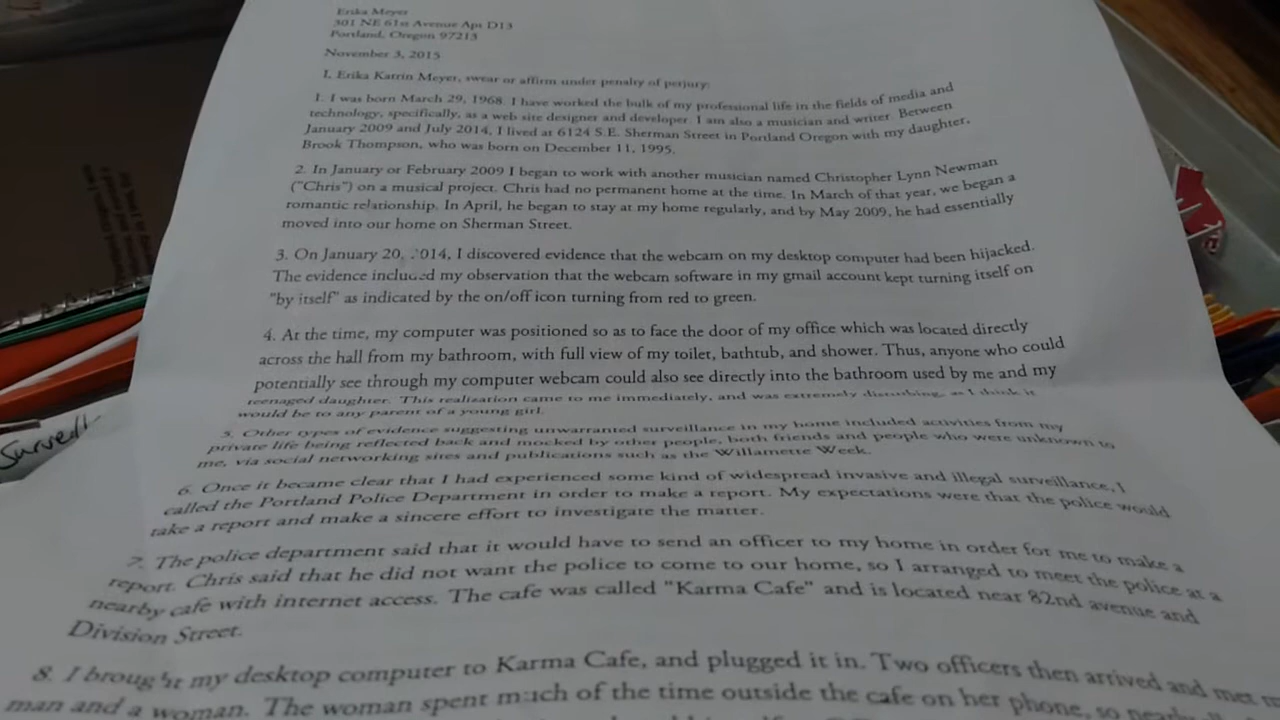 Erika Meyer
301 NE 61st Avenue Apt D13
Portland, Oregon 97213
November 3, 2015
I, Erika Katrin Meyer, swear or affirm under penalty of perjury:
1. I was born March 29, 1968. I have worked the bulk of my professional life in the fields of media and
technology, specifically, as a web site designer and developer. I am also a musician and writer. Between
January 2009 and July 2014, I lived at 6124 S.E. Sherman Street in Portland Oregon with my daughter,
Brook Thompson, who was born on December 11, 1995.
2. In January or February 2009 I began to work with another musician named Christopher Lynn Newman
("Chris") on a musical project. Chris had no permanent home at the time. In March of that year, we began a
romantic relationship. In April, he began to stay at my home regularly, and by May 2009, he had essentially
moved into our home on Sherman Street.
3. On January 20, 2014, I discovered evidence that the webcam on my desktop computer had been hijacked.
The evidence included my observation that the webcam software in my gmail account kept turning itself on
"by itself" as indicated by the on/off icon turning from red to green.
4. At the time, my computer was positioned so as to face the door of my office which was located directly
across the hall from my bathroom, with full view of my toilet, bathtub, and shower. Thus, anyone who could
potentially see through my computer webcam could also see directly into the bathroom used by me and my
teenaged daughter. This realization came to me immediately, and was extremely disturbing, as I think it
would be to any parent of a young girl.
5. Other types of evidence suggesting unwarranted surveillance in my home included activities from my
private life being reflected back and mocked by other people, both friends and people who were unknown to
me, via social networking sites and publications such as the Willamette Week.
6. Once it became clear that I had experienced some kind of widespread invasive and illegal surveillance, I
called the Portland Police Department in order to make a report. My expectations were that the police would
take a report and make a sincere effort to investigate the matter.
7. The police department said that it would have to send an officer to my home in order for me to make a
report. Chris said that he did not want the police to come to our home, so I arranged to meet the police at a
nearby cafe with internet access. The cafe was called "Karma Cafe" and is located near 82nd avenue and
Division Street.
8. I brought my desktop computer to Karma Cafe, and plugged it in. Two officers then arrived and met
man and a woman. The woman spent much of the time outside the cafe on her phone, so